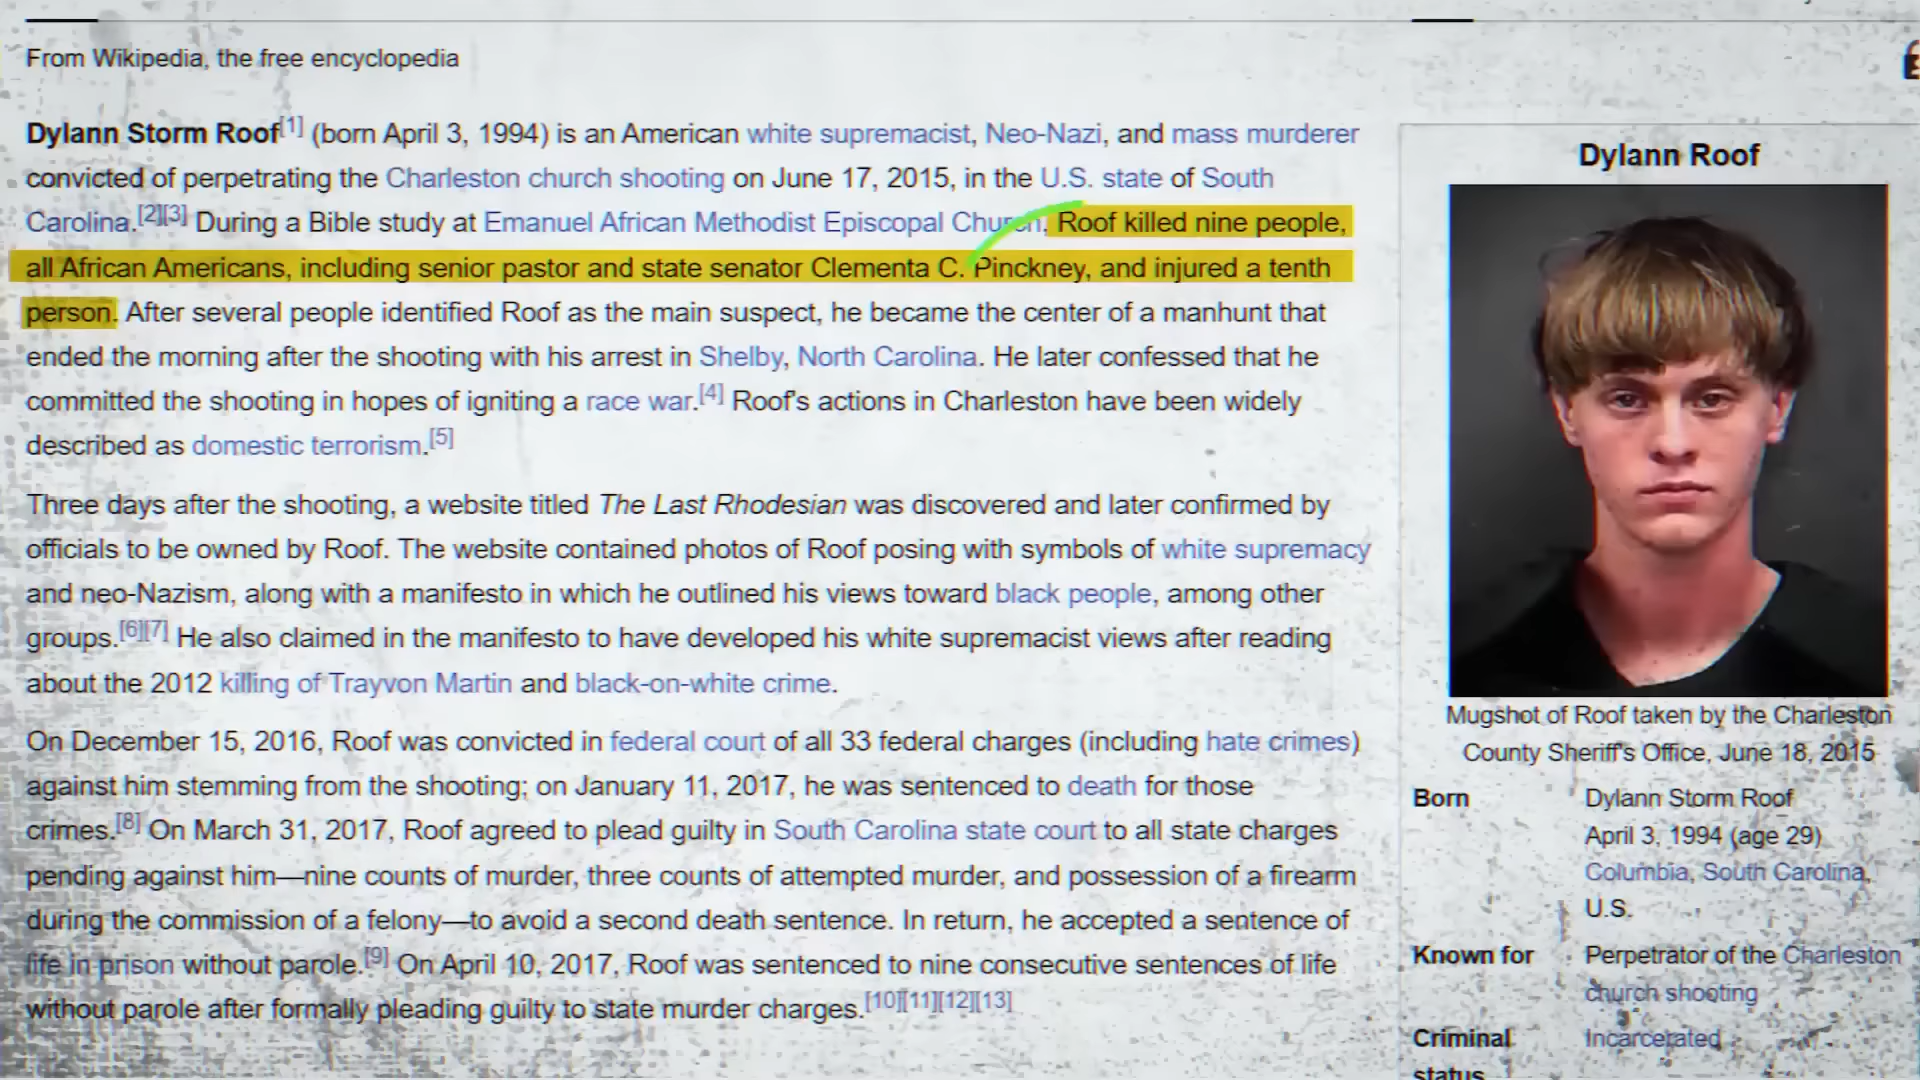 From Wikipedia, the free encyclopedia
Dylann Storm Roof[1] (born April 3, 1994) is an American white supremacist, Neo-Nazi, and mass murderer
convicted of perpetrating the Charleston church shooting on June 17, 2015, in the U.S. state of South
Carolina.[2][3] During a Bible study at Emanuel African Methodist Episcopal Church, Roof killed nine people,
all African Americans, including senior pastor and state senator Clementa C. Pinckney, and injured a tenth
person. After several people identified Roof as the main suspect, he became the center of a manhunt that
ended the morning after the shooting with his arrest in Shelby, North Carolina. He later confessed that he
committed the shooting in hopes of igniting a race war.[4] Roof's actions in Charleston have been widely
described as domestic terrorism.[5]
Three days after the shooting, a website titled The Last Rhodesian was discovered and later confirmed by
officials to be owned by Roof. The website contained photos of Roof posing with symbols of white supremacy
and neo-Nazism, along with a manifesto in which he outlined his views toward black people, among other
groups.[6][7] He also claimed in the manifesto to have developed his white supremacist views after reading
about the 2012 killing of Trayvon Martin and black-on-white crime.
On December 15, 2016, Roof was convicted in federal court of all 33 federal charges (including hate crimes)
against him stemming from the shooting; on January 11, 2017, he was sentenced to death for those
crimes.[8] On March 31, 2017, Roof agreed to plead guilty in South Carolina state court to all state charges
pending against him—nine counts of murder, three counts of attempted murder, and possession of a firearm
during the commission of a felony—to avoid a second death sentence. In return, he accepted a sentence of
life in prison without parole.[9] On April 10, 2017, Roof was sentenced to nine consecutive sentences of life
without parole after formally pleading guilty to state murder charges.[10][11][12][13]
Dylann Roof
Mugshot of Roof taken by the Charleston
County Sheriff's Office, June 18, 2015
Born Dylann Storm Roof
April 3, 1994 (age 29)
Columbia, South Carolina,
U.S.
Known for Perpetrator of the Charleston
church shooting
Criminal Incarcerated
status